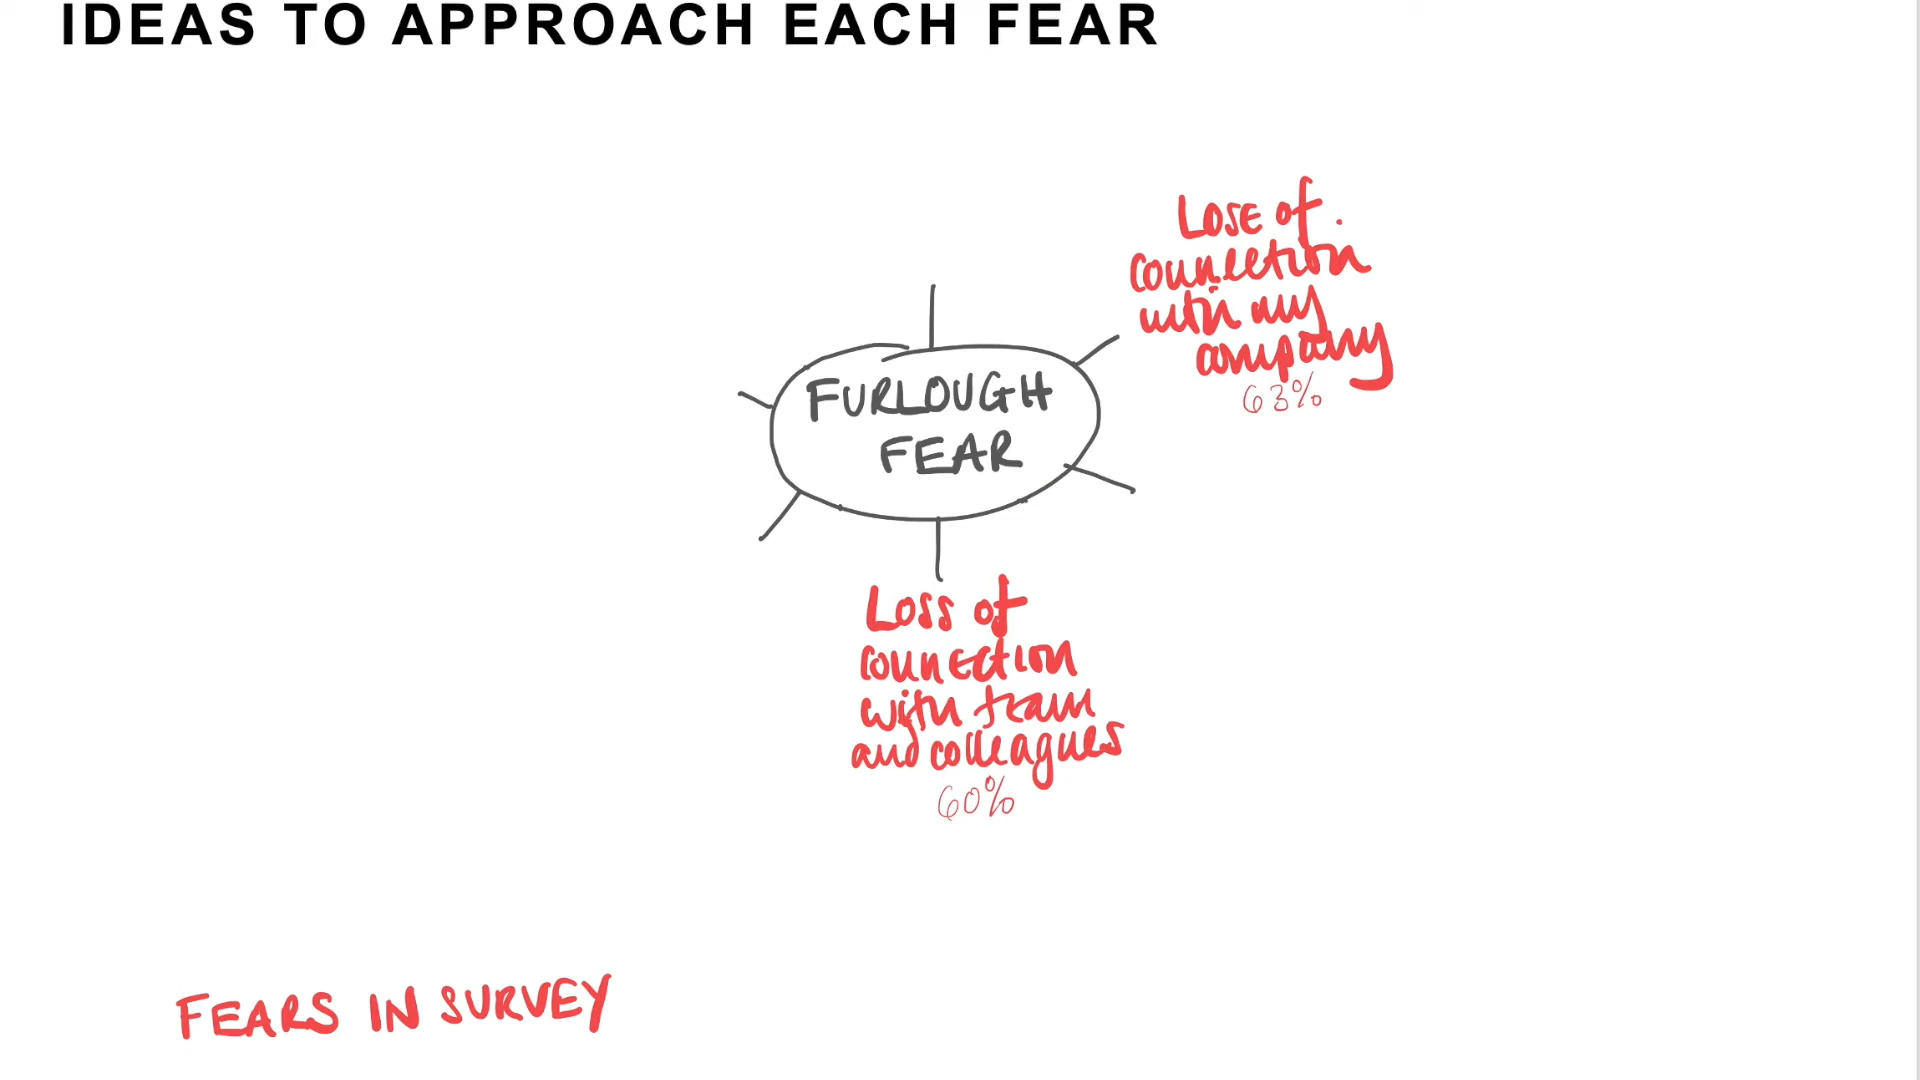 IDEAS TO APPROACH EACH FEAR
LOSE of
connection
with my
company
63%
FURLOUGH
FEAR
LOSS of
connection
with team
and colleagues
60%
FEARS IN SURVEY